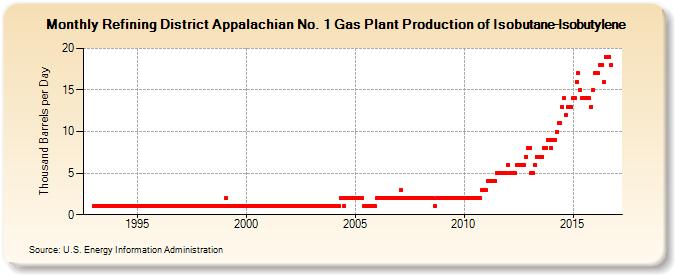 Monthly Refining District Appalachian No. 1 Gas Plant Production of Isobutane-Isobutylene
Thousand Barrels per Day
20
15
10
5
0
1995 2000 2005 2010 2015
Source: U.S. Energy Information Administration